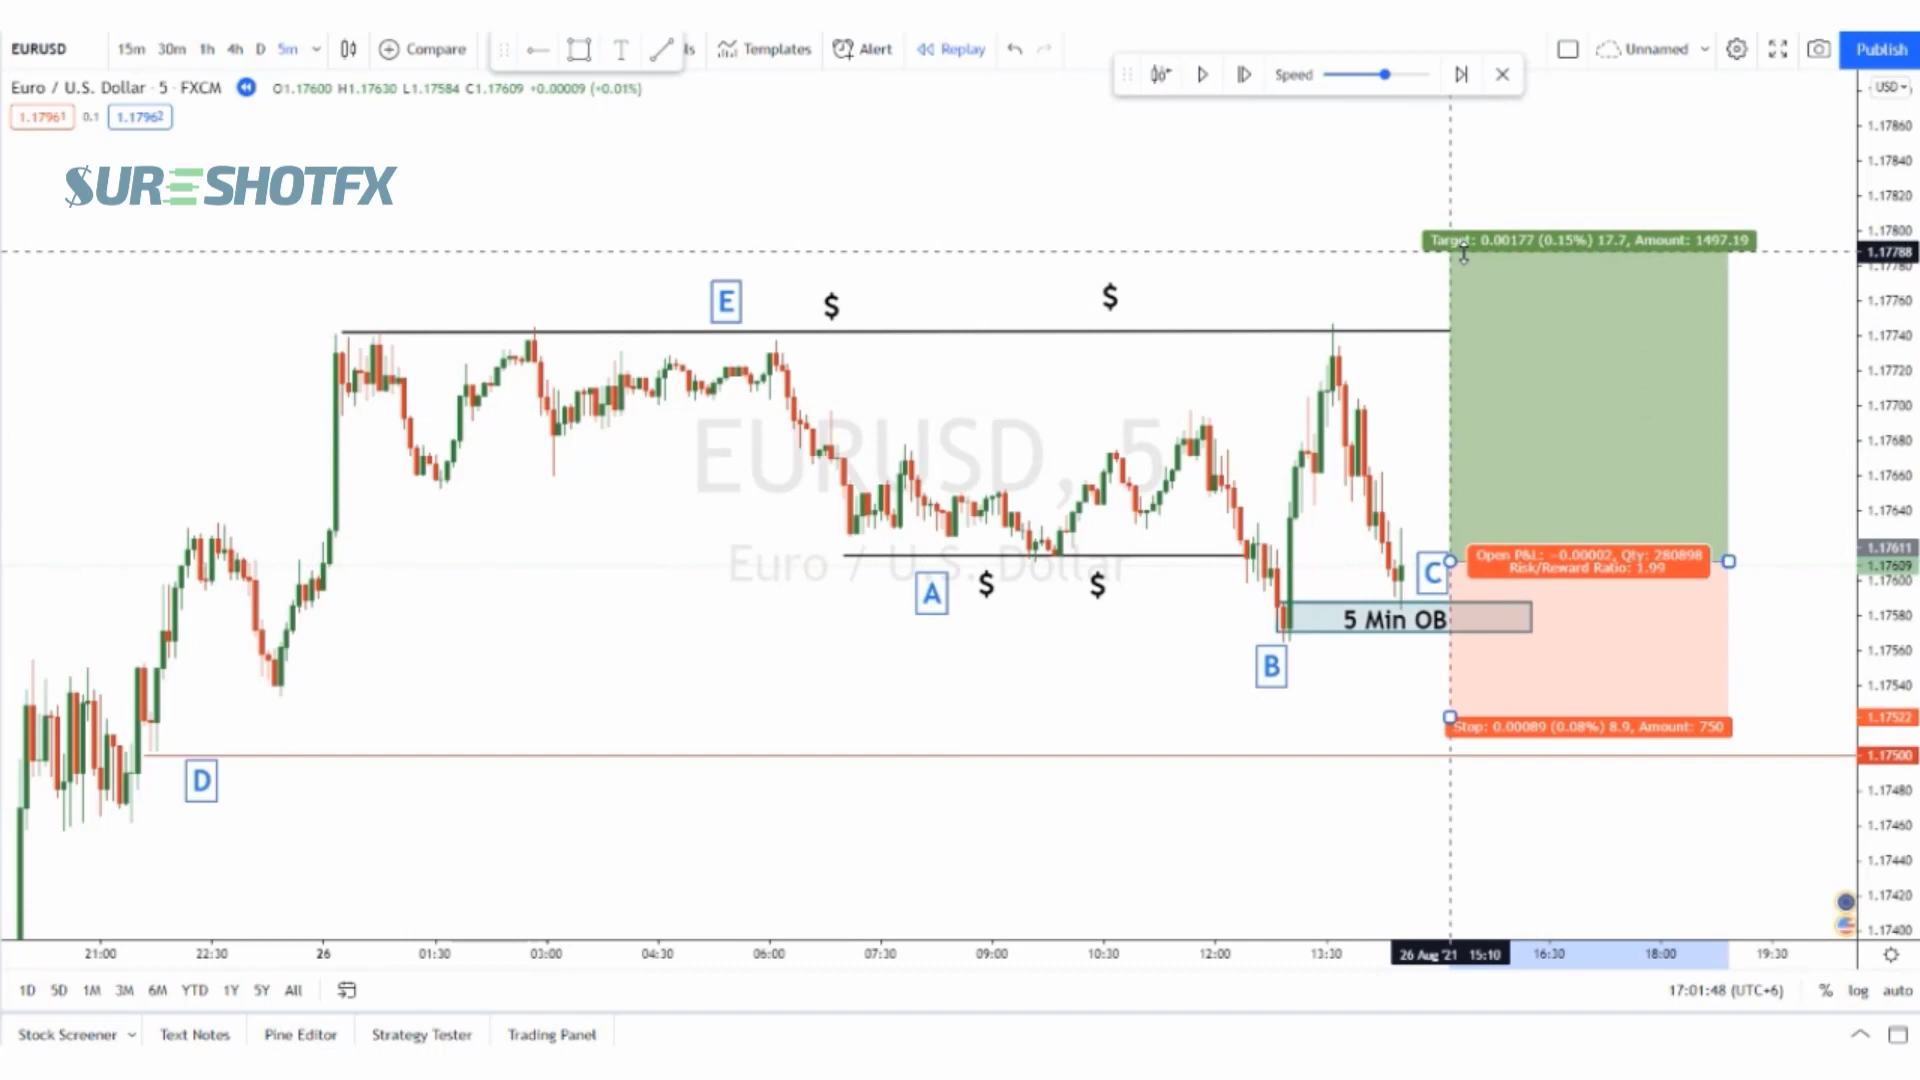 EURUSD 15m 30m 1h 4h D 5m Compare ls Templates Alert Replay Unnamed Publish
Speed
Euro / U.S. Dollar · 5 · FXCM O1.17600 H1.17630 L1.17584 C1.17609 +0.00009 (+0.01%)
USD
1.17961 0.1 1.17962
1.17860
1.17840
$URESHOTFX
1.17820
1.17800
Target: 0.00177 (0.15%) 17.7, Amount: 1497.19
1.17788
1.17780
E $ $
1.17760
1.17740
1.17720
1.17700
EURUSD, 5
1.17680
1.17660
1.17640
1.17611
Open P&L: −0.00002, Qty: 280898
Risk/Reward Ratio: 1.99
1.17609
Euro / U.S. Dollar
C
1.17600
A $ $
5 Min OB
1.17580
B
1.17560
1.17540
1.17522
Stop: 0.00089 (0.08%) 8.9, Amount: 750
1.17500
D
1.17480
1.17460
1.17440
1.17420
1.17400
21:00 22:30 26 01:30 03:00 04:30 06:00 07:30 09:00 10:30 12:00 13:30 26 Aug '21 15:10 16:30 18:00 19:30
1D 5D 1M 3M 6M YTD 1Y 5Y All 17:01:48 (UTC+6) % log auto
Stock Screener Text Notes Pine Editor Strategy Tester Trading Panel